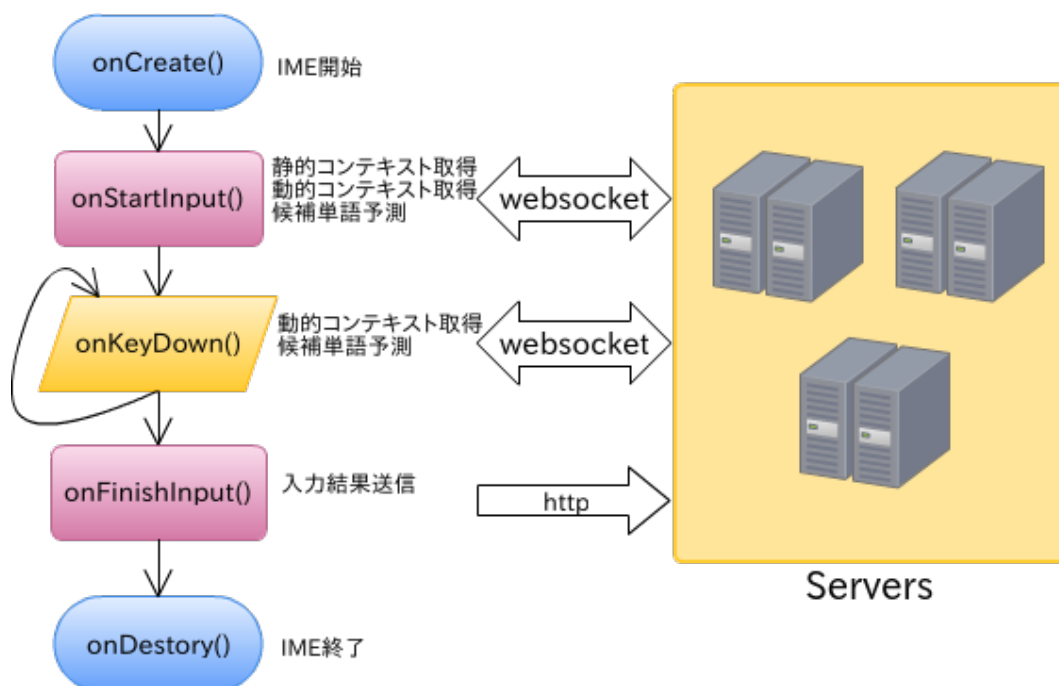 onCreate()
IME開始
onStartInput()
静的コンテキスト取得
動的コンテキスト取得
候補単語予測
websocket
onKeyDown()
動的コンテキスト取得
候補単語予測
websocket
onFinishInput()
入力結果送信
http
Servers
onDestory()
IME終了